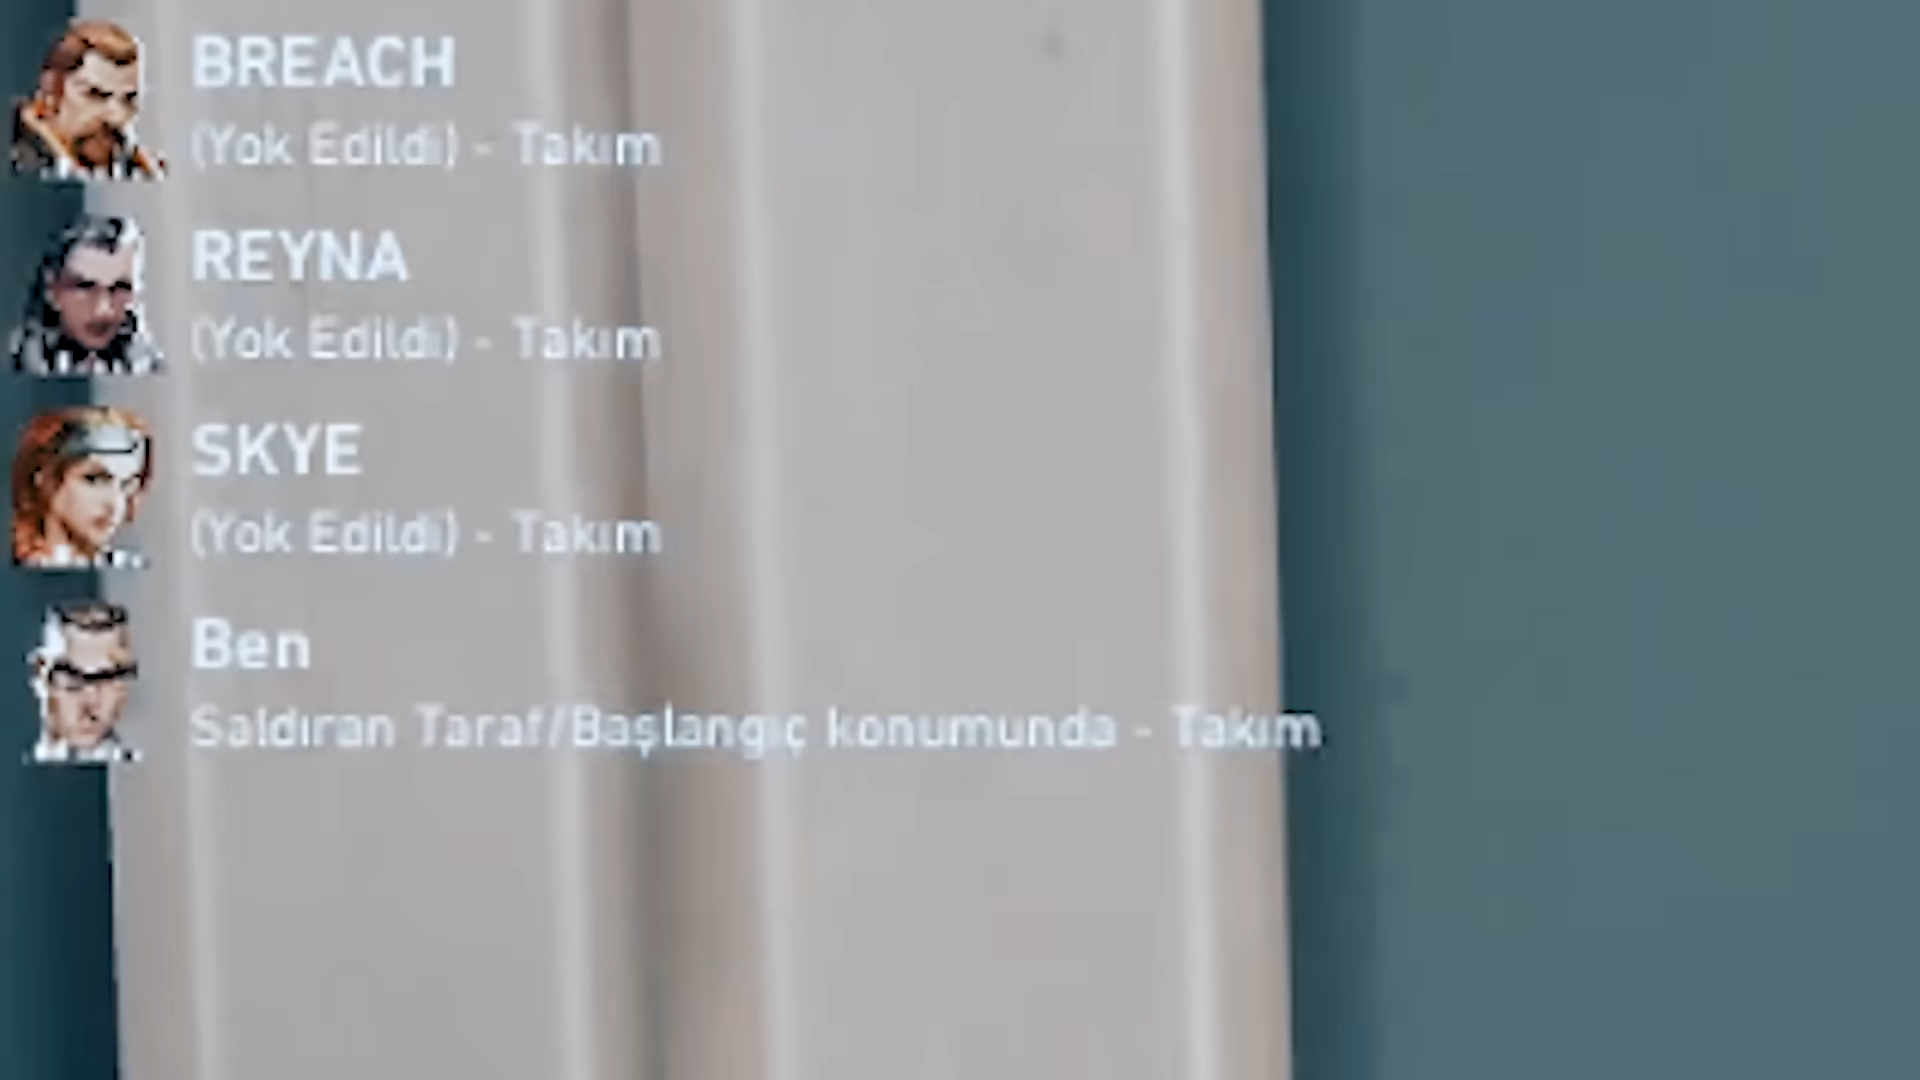 BREACH
(Yok Edildi) - Takım
REYNA
(Yok Edildi) - Takım
SKYE
(Yok Edildi) - Takım
Ben
Saldıran Taraf/Başlangıç konumunda - Takım